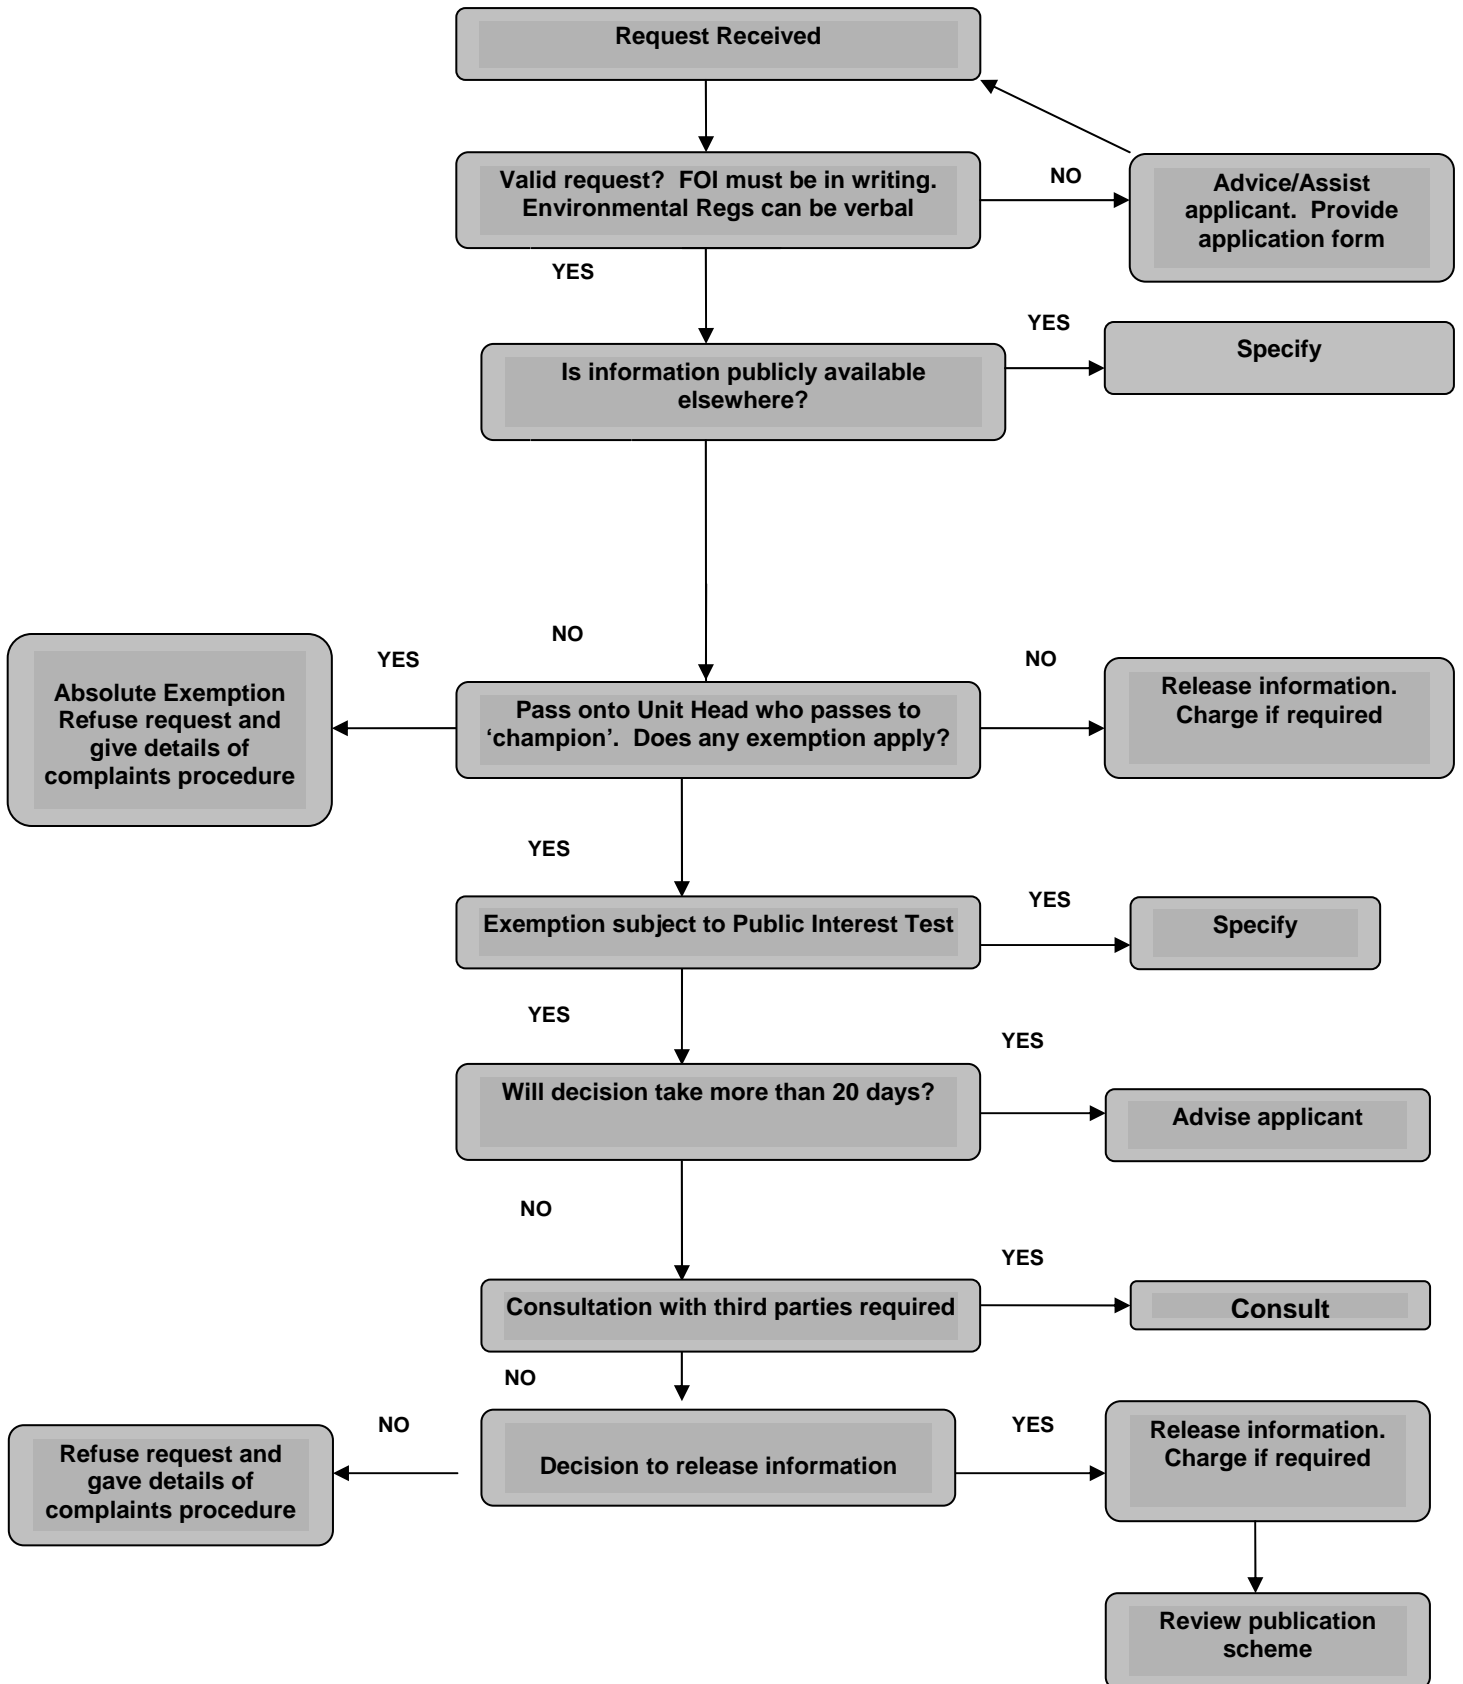 Request Received
Valid request?  FOI must be in writing.
Environmental Regs can be verbal
NO
Advice/Assist
applicant.  Provide
application form
YES
Is information publicly available
elsewhere?
YES
Specify
NO
YES
Absolute Exemption
Refuse request and
give details of
complaints procedure
Pass onto Unit Head who passes to
‘champion’.  Does any exemption apply?
NO
Release information.
Charge if required
YES
Exemption subject to Public Interest Test
YES
Specify
YES
Will decision take more than 20 days?
YES
Advise applicant
NO
Consultation with third parties required
YES
Consult
NO
NO
Refuse request and
gave details of
complaints procedure
Decision to release information
YES
Release information.
Charge if required
Review publication
scheme